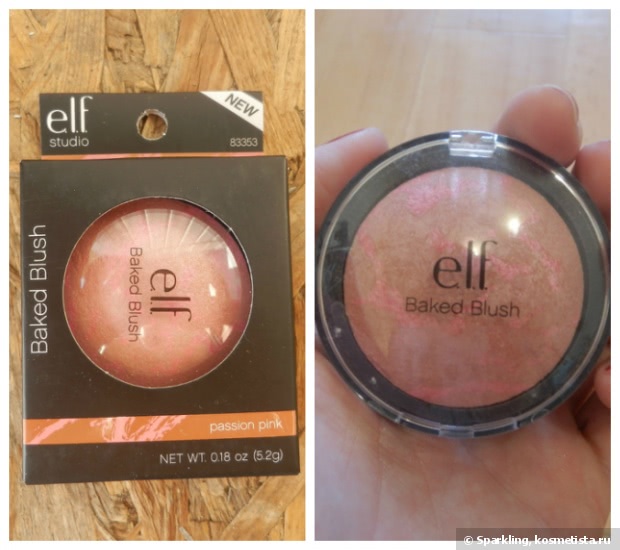 e.l.f
studio
NEW
83353
Baked Blush
e.l.f
Baked Blush
passion pink
NET WT. 0.18 oz (5.2g)
e.l.f
Baked Blush
© Sparkling, kosmetista.ru